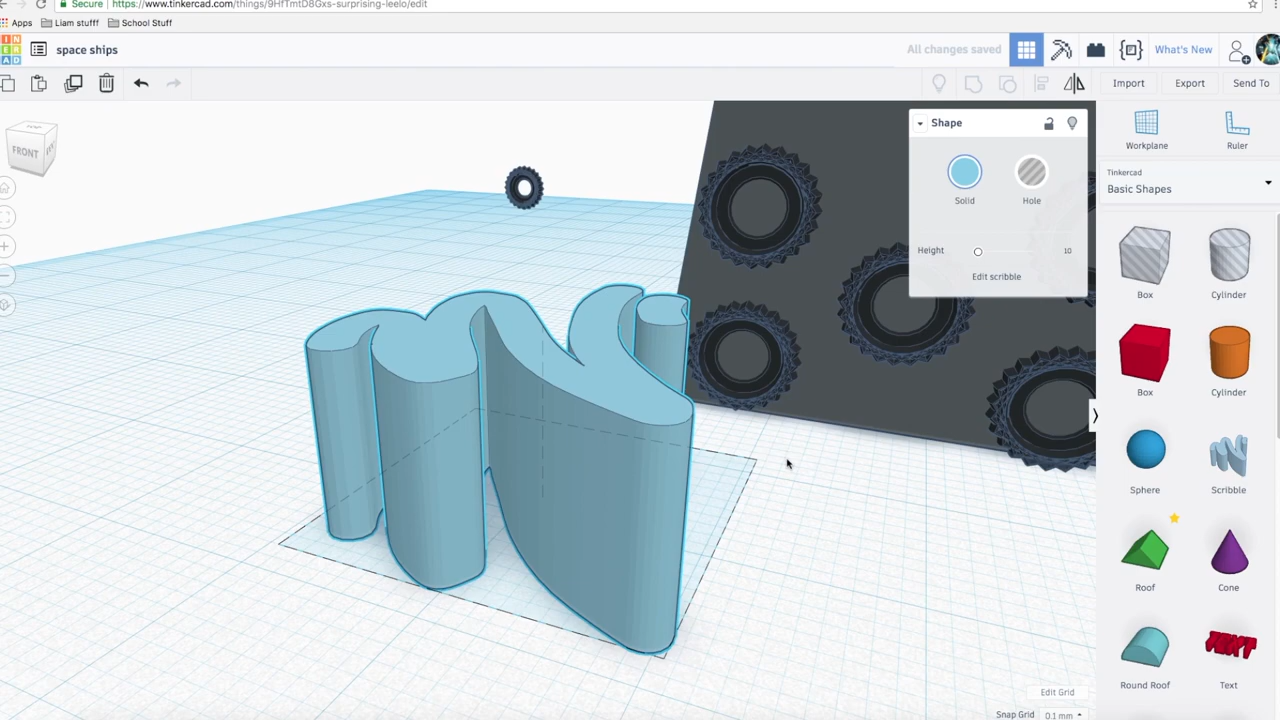 Secure
https://www.tinkercad.com/things/9HfTmtD8Gxs-surprising-leelo/edit
Apps
Liam stuff
School Stuff
space ships
All changes saved
What's New
Import
Export
Send To
FRONT
Shape
Solid
Hole
Height
10
Edit scribble
Workplane
Ruler
Tinkercad
Basic Shapes
Box
Cylinder
Box
Cylinder
Sphere
Scribble
Roof
Cone
TEXT
Round Roof
Text
Edit Grid
Snap Grid
0.1 mm